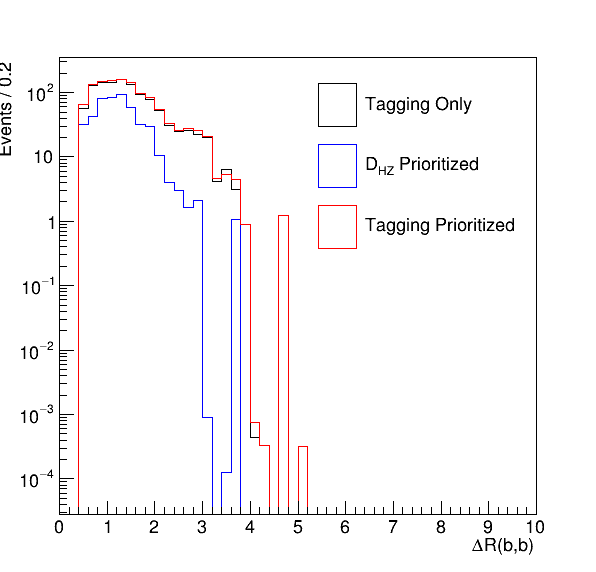 Events / 0.2
10²
10
1
10⁻¹
10⁻²
10⁻³
10⁻⁴
Tagging Only
D_HZ Prioritized
Tagging Prioritized
0 1 2 3 4 5 6 7 8 9 10
ΔR(b,b)